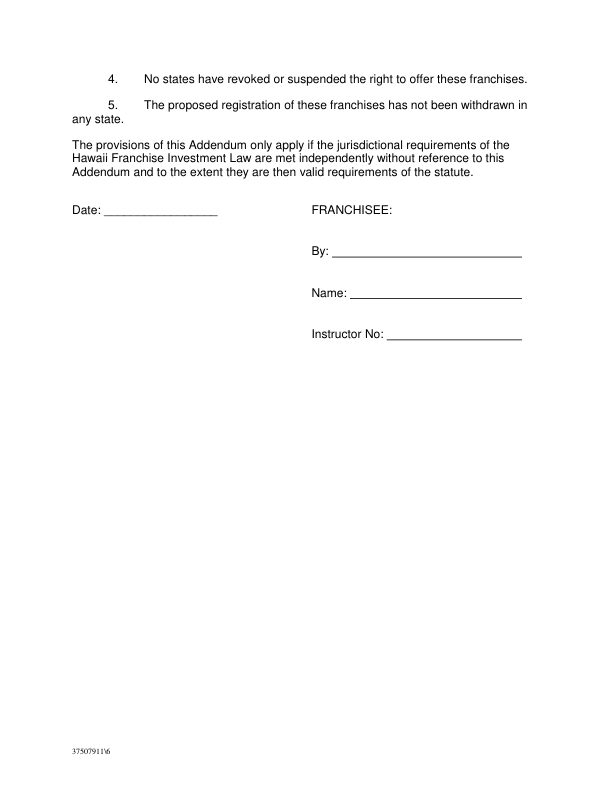 4. No states have revoked or suspended the right to offer these franchises.
5. The proposed registration of these franchises has not been withdrawn in
any state.
The provisions of this Addendum only apply if the jurisdictional requirements of the
Hawaii Franchise Investment Law are met independently without reference to this
Addendum and to the extent they are then valid requirements of the statute.
Date: _________________ FRANCHISEE:
By: ____________________________
Name: __________________________
Instructor No: ____________________
37507911\6